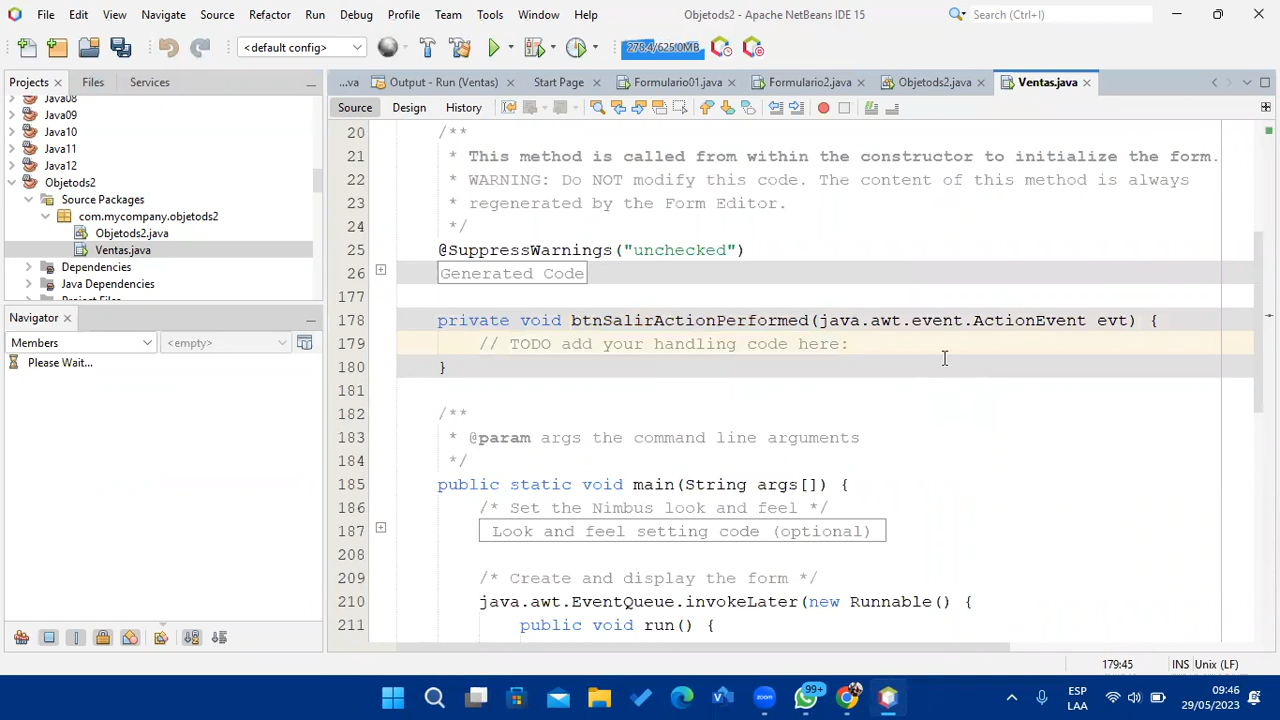 File Edit View Navigate Source Refactor Run Debug Profile Team Tools Window Help Objetods2 - Apache NetBeans IDE 15 Search (Ctrl+I)
<default config> 278.4/625.0MB
Projects Files Services
...va Output - Run (Ventas) Start Page Formulario01.java Formulario2.java Objetods2.java Ventas.java
Source Design History
Java08
Java09
Java10
Java11
Java12
Objetods2
Source Packages
com.mycompany.objetods2
Objetods2.java
Ventas.java
Dependencies
Java Dependencies
Project Files
Navigator
Members <empty>
Please Wait...
20 /**
21 * This method is called from within the constructor to initialize the form.
22 * WARNING: Do NOT modify this code. The content of this method is always
23 * regenerated by the Form Editor.
24 */
25 @SuppressWarnings("unchecked")
26 Generated Code
177
178 private void btnSalirActionPerformed(java.awt.event.ActionEvent evt) {
179 // TODO add your handling code here:
180 }
181
182 /**
183 * @param args the command line arguments
184 */
185 public static void main(String args[]) {
186 /* Set the Nimbus look and feel */
187 Look and feel setting code (optional)
208
209 /* Create and display the form */
210 java.awt.EventQueue.invokeLater(new Runnable() {
211 public void run() {
179:45 INS Unix (LF)
99+
ESP
LAA
09:46
29/05/2023